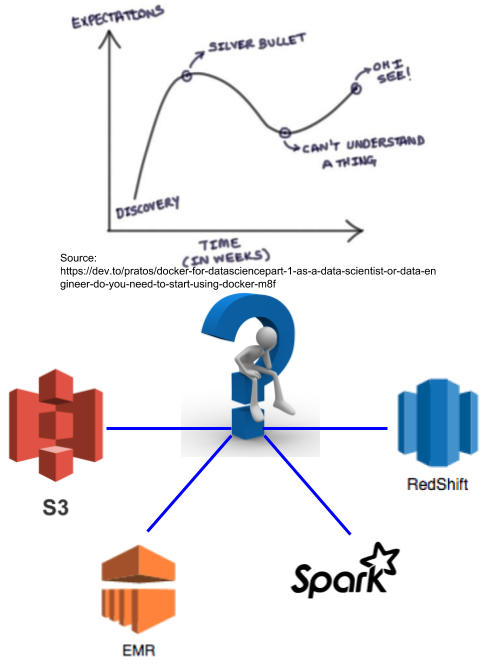 EXPECTATIONS
SILVER BULLET
OH I
SEE!
CAN'T UNDERSTAND
A THING
DISCOVERY
TIME
(IN WEEKS)
Source:
https://dev.to/pratos/docker-for-datasciencepart-1-as-a-data-scientist-or-data-en
gineer-do-you-need-to-start-using-docker-m8f
S3
RedShift
EMR
Spark